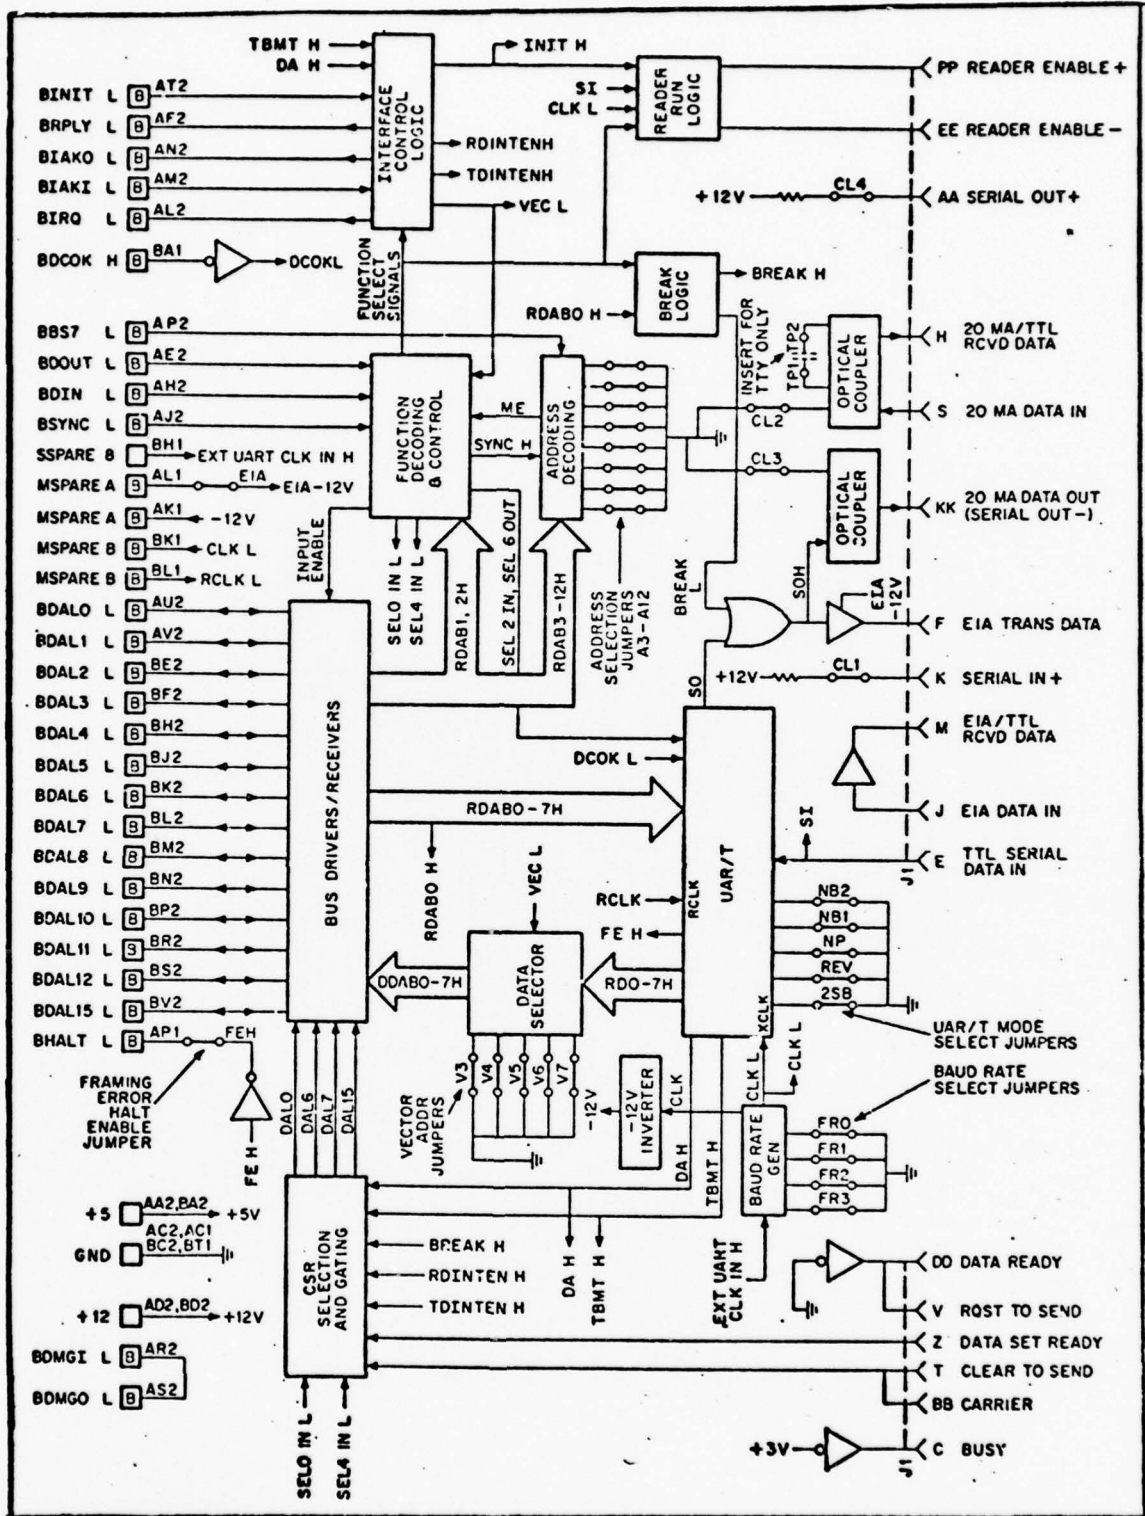 TBMT H
DA H
INIT H
SI
CLK L
READER RUN LOGIC
PP READER ENABLE +
EE READER ENABLE -
BINIT L B AT2
BRPLY L B AF2
BIAKO L B AN2
BIAKI L B AM2
BIRQ L B AL2
INTERFACE CONTROL LOGIC
RDINTENH
TDINTENH
VEC L
+12V
CL4
AA SERIAL OUT +
BDCOK H B BA1
DCOKL
FUNCTION SELECT SIGNALS
BREAK LOGIC
BREAK H
RDABO H
BBS7 L B AP2
BDOUT L B AE2
BDIN L B AH2
BSYNC L B AJ2
SSPARE 8 BH1
EXT UART CLK IN H
MSPARE A B AL1
EIA
EIA-12V
MSPARE A B AK1
-12V
MSPARE B B BK1
CLK L
MSPARE B B BL1
RCLK L
FUNCTION DECODING & CONTROL
ME
SYNC H
ADDRESS DECODING
INSERT FOR TTY ONLY
TP1
TP2
OPTICAL COUPLER
H 20 MA/TTL RCVD DATA
S 20 MA DATA IN
CL2
CL3
OPTICAL COUPLER
KK 20 MA DATA OUT (SERIAL OUT-)
INPUT ENABLE
SEL0 IN L
SEL4 IN L
RDAB1, 2H
SEL 2 IN, SEL 6 OUT
RDAB3-12H
ADDRESS SELECTION JUMPERS A3-A12
BREAK L
SOH
EIA -12V
F EIA TRANS DATA
SO
+12V
CL1
K SERIAL IN +
BDAL0 L B AU2
BDAL1 L B AV2
BDAL2 L B BE2
BDAL3 L B BF2
BDAL4 L B BH2
BDAL5 L B BJ2
BDAL6 L B BK2
BDAL7 L B BL2
BDAL8 L B BM2
BDAL9 L B BN2
BDAL10 L B BP2
BDAL11 L B BR2
BDAL12 L B BS2
BDAL15 L B BV2
BHALT L B AP1
FEH
BUS DRIVERS/RECEIVERS
DCOK L
RDABO-7H
RDABO H
VEC L
UAR/T
RCLK
RCLK
FE H
RDO-7H
DDABO-7H
DATA SELECTOR
M EIA/TTL RCVD DATA
J EIA DATA IN
SI
J1
E TTL SERIAL DATA IN
NB2
NB1
NP
REV
2SB
XCLK
UAR/T MODE SELECT JUMPERS
FRAMING ERROR HALT ENABLE JUMPER
FE H
DAL0
DAL6
DAL7
DAL15
VECTOR ADDR JUMPERS
V3
V4
V5
V6
V7
-12V
-12V INVERTER
CLK
CLK L
CLK L
BAUD RATE SELECT JUMPERS
BAUD RATE GEN
FR0
FR1
FR2
FR3
DA H
TBMT H
+5 AA2,BA2
+5V
GND AC2,AC1 BC2,BT1
+12 AD2,BD2
+12V
BDMGI L B AR2
BDMGO L B AS2
CSR SELECTION AND GATING
BREAK H
RDINTEN H
TDINTEN H
DA H
TBMT H
EXT UART CLK IN H
SEL0 IN L
SEL4 IN L
DD DATA READY
V RQST TO SEND
Z DATA SET READY
T CLEAR TO SEND
BB CARRIER
+3V
C BUSY
J1